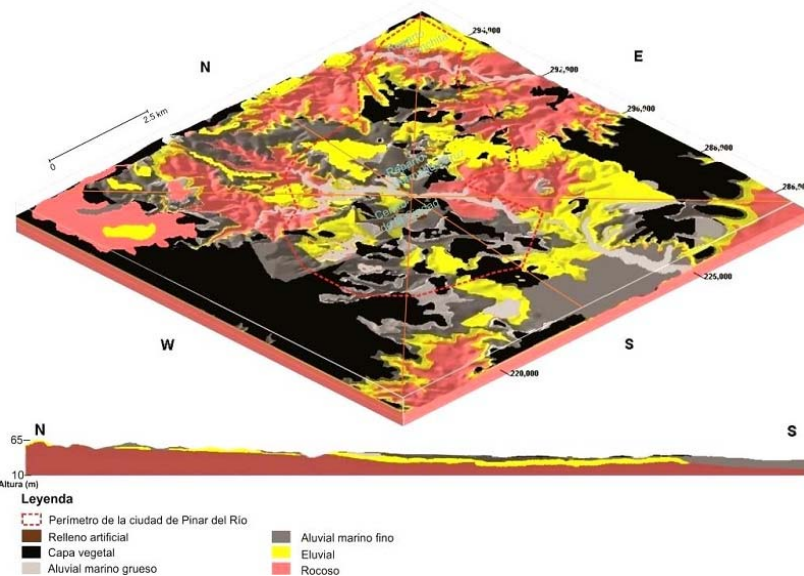 294,000
N
E
292,000
290,000
2.5 km
288,000
0
286,000
225,000
W
S
220,000
N
S
65
10
Altura (m)
Leyenda
Perímetro de la ciudad de Pinar del Río
Relleno artificial
Aluvial marino fino
Capa vegetal
Eluvial
Aluvial marino grueso
Rocoso